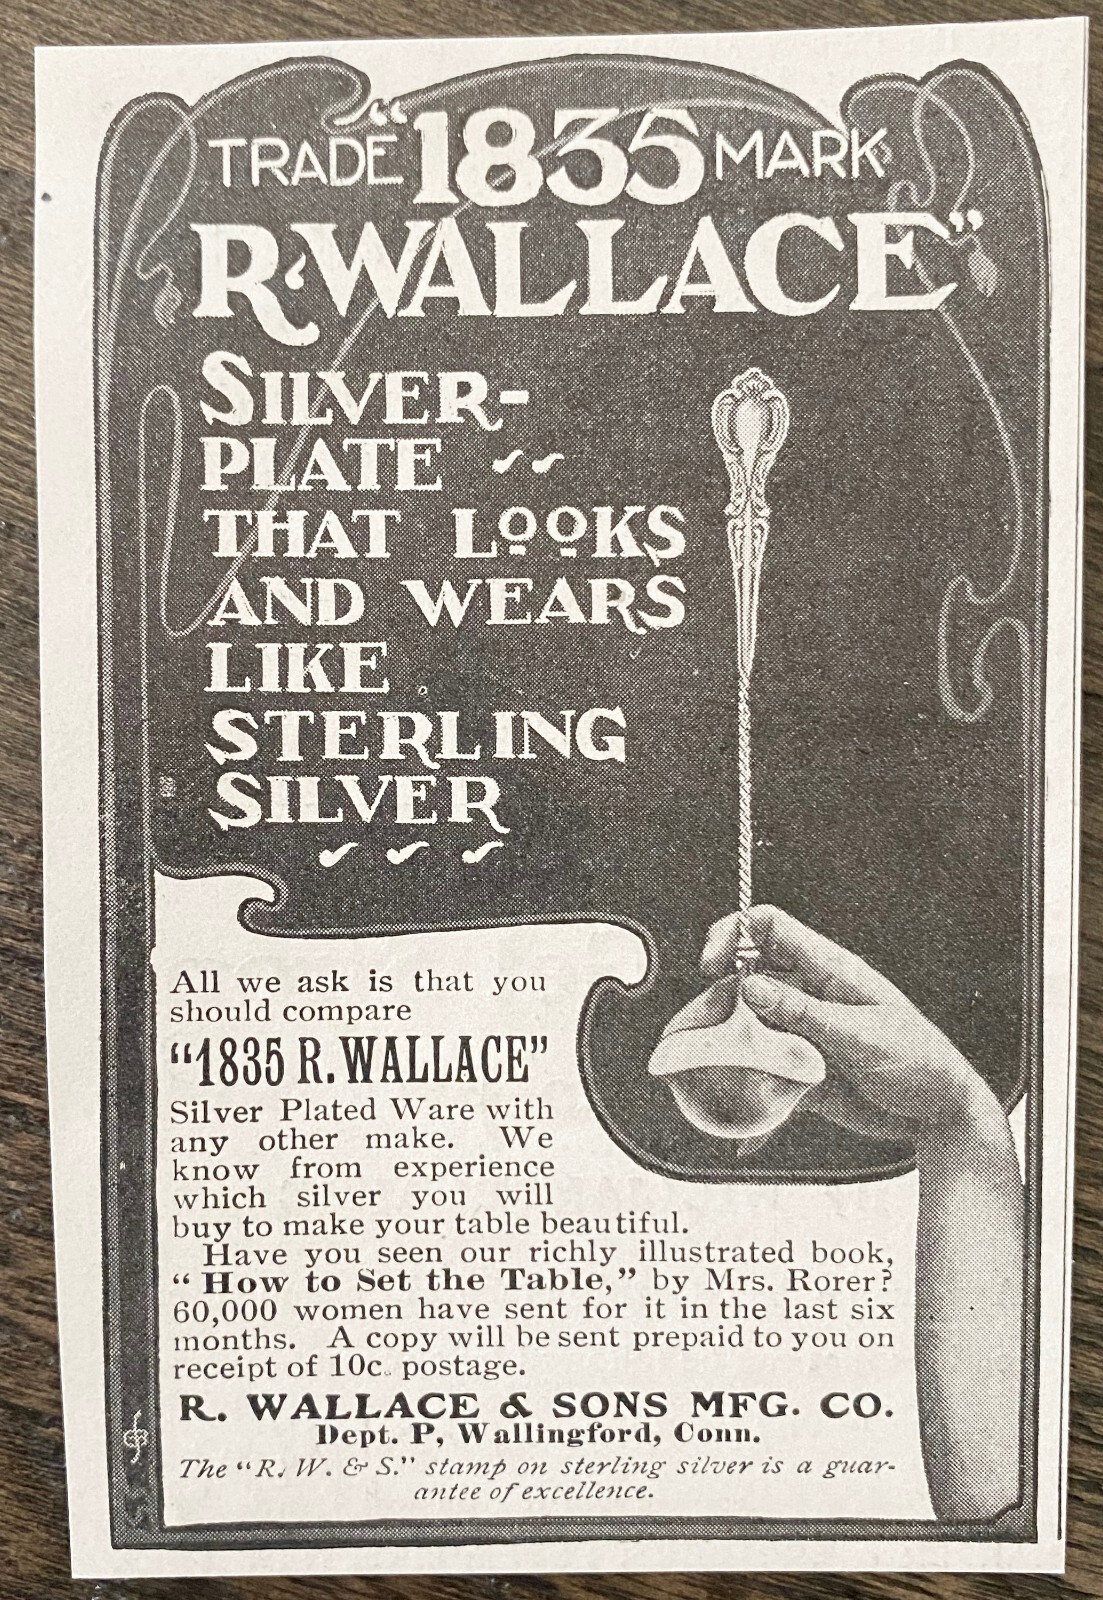 TRADE "1835 MARK
R·WALLACE"
SILVER-
PLATE
THAT LOOKS
AND WEARS
LIKE
STERLING
SILVER
All we ask is that you
should compare
"1835 R. WALLACE"
Silver Plated Ware with
any other make. We
know from experience
which silver you will
buy to make your table beautiful.
Have you seen our richly illustrated book,
"How to Set the Table," by Mrs. Rorer?
60,000 women have sent for it in the last six
months. A copy will be sent prepaid to you on
receipt of 10c. postage.
R. WALLACE & SONS MFG. CO.
Dept. P, Wallingford, Conn.
The "R. W. & S." stamp on sterling silver is a guar-
antee of excellence.